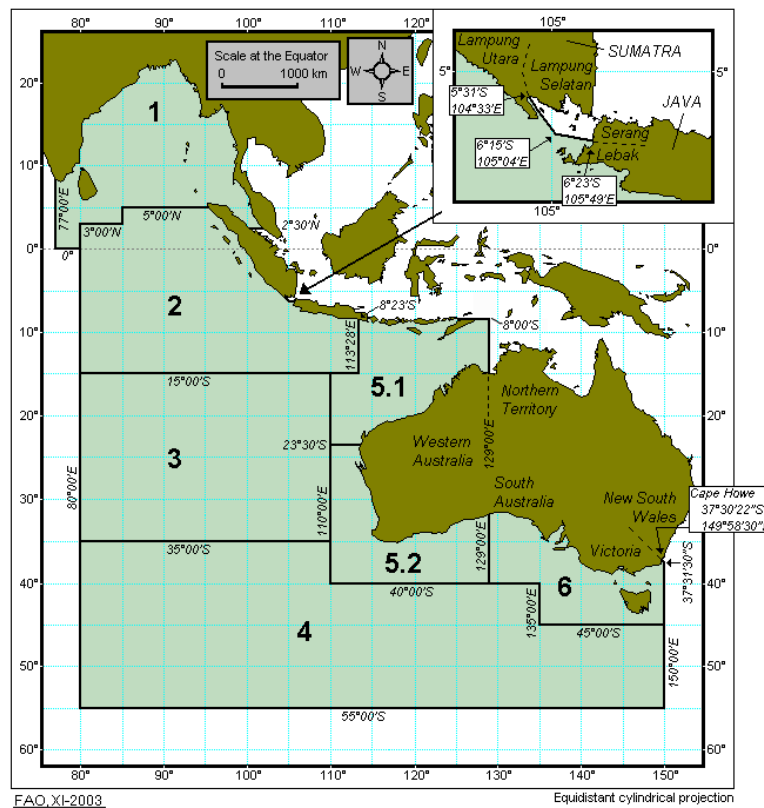 80° 90° 100° 110° 120° 130° 140° 150°
Scale at the Equator
0 1000 km
N
W E
S
105°
Lampung
Utara
SUMATRA
5° 5°
Lampung
Selatan
5°31'S
104°33'E
JAVA
Serang
6°15'S
105°04'E
Lebak
6°23'S
105°49'E
105°
20°
10°
0° 0°
10° 10°
20° 20°
30° 30°
40° 40°
50° 50°
60° 60°
1
77°00'E
5°00'N
3°00'N
2°30'N
0°
2
8°23'S
8°00'S
113°28'E
15°00'S
5.1
Northern
Territory
3
23°30'S
Western
Australia
129°00'E
80°00'E
110°00'E
South
Australia
New South
Wales
Cape Howe
37°30'22"S
149°58'30"E
35°00'S
5.2
129°00'E
Victoria
37°31'30"S
40°00'S
6
135°00'E
4
45°00'S
150°00'E
55°00'S
80° 90° 100° 110° 120° 130° 140° 150°
FAO,XI-2003
Equidistant cylindrical projection